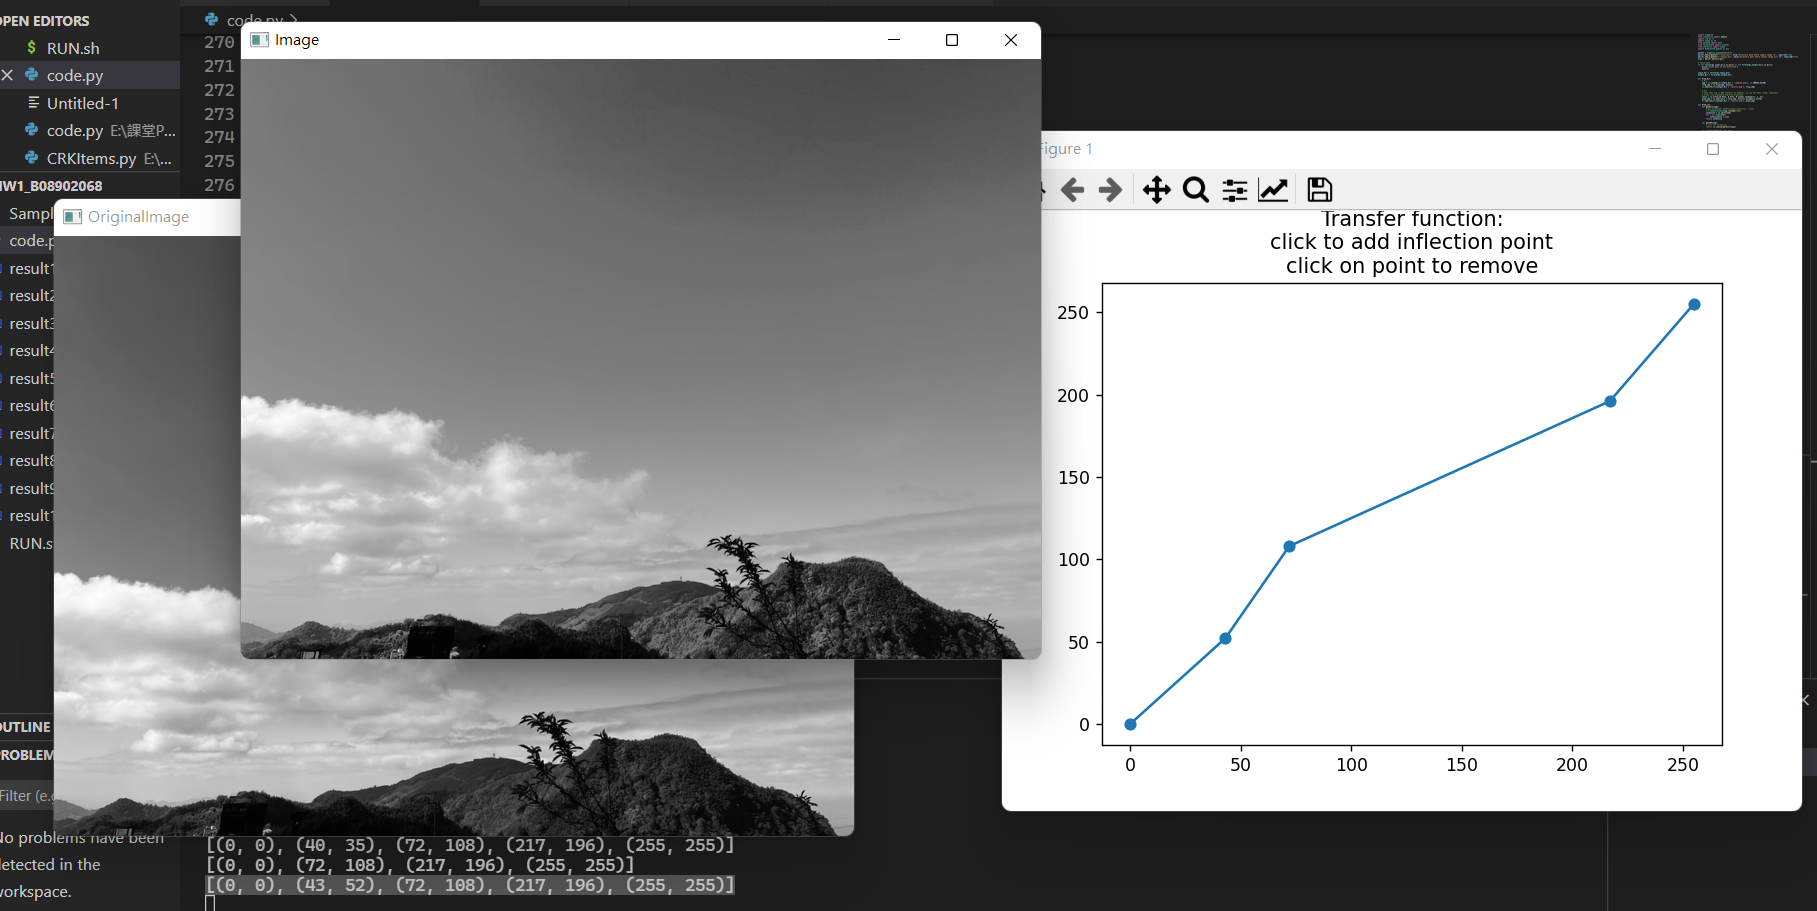 OPEN EDITORS
RUN.sh
code.py
Untitled-1
code.py E:\課堂P...
CRKItems.py E:\...
HW1_B08902068
Sampl
code.p
result1
result2
result3
result4
result5
result6
result7
result8
result9
result1
RUN.s
OUTLINE
PROBLEM
Filter (e.g
No problems have been
detected in the
workspace.
code.py >
270
271
272
273
274
275
276
Image
OriginalImage
Figure 1
Transfer function:
click to add inflection point
click on point to remove
250
200
150
100
50
0
0 50 100 150 200 250
[(0, 0), (40, 35), (72, 108), (217, 196), (255, 255)]
[(0, 0), (72, 108), (217, 196), (255, 255)]
[(0, 0), (43, 52), (72, 108), (217, 196), (255, 255)]